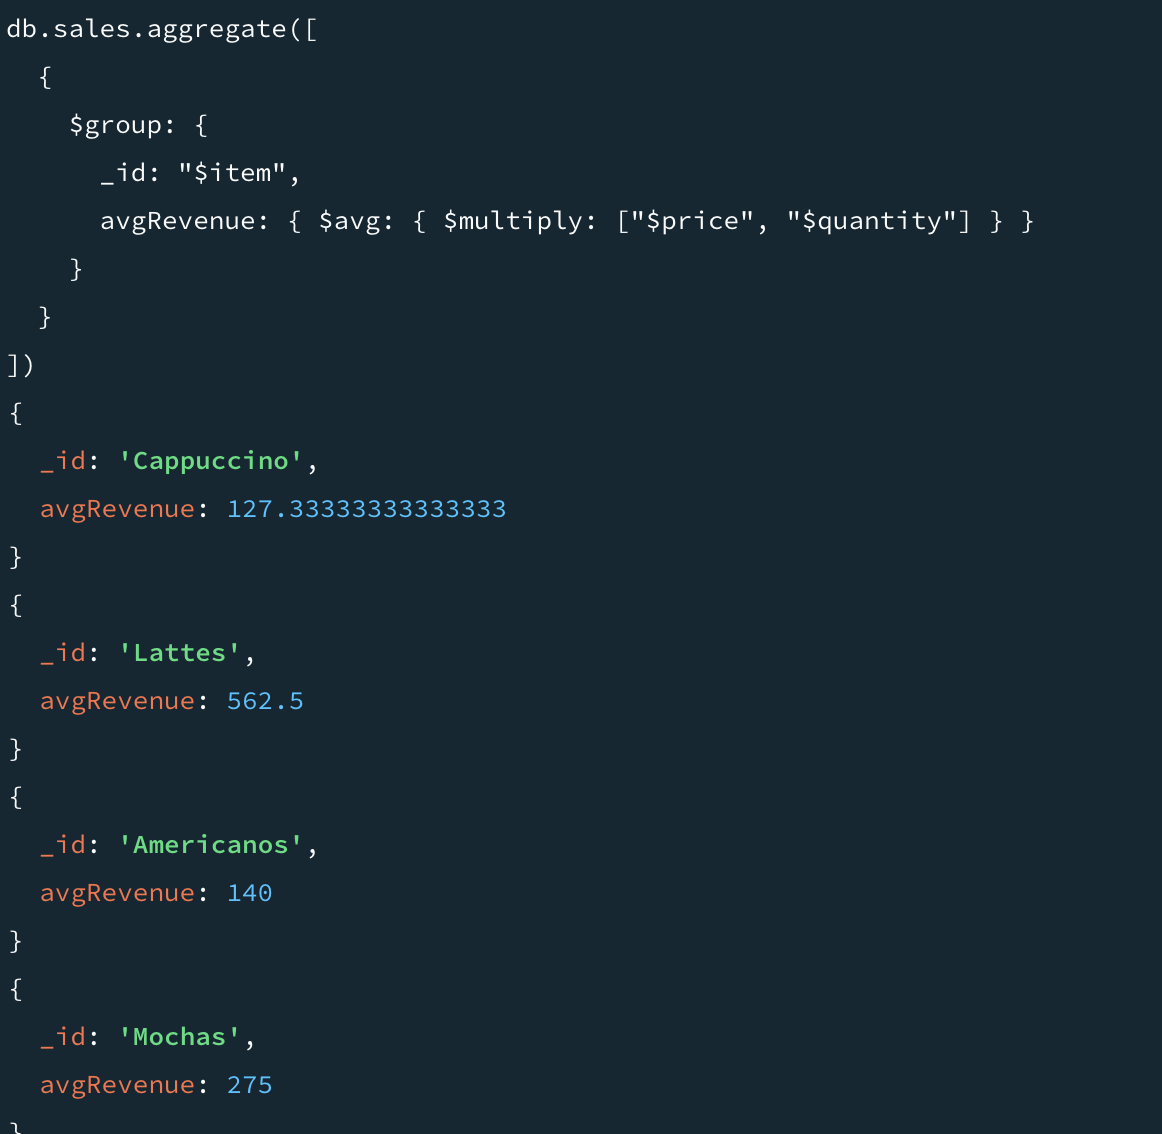 db.sales.aggregate([
  {
    $group: {
      _id: "$item",
      avgRevenue: { $avg: { $multiply: ["$price", "$quantity"] } }
    }
  }
])
{
  _id: 'Cappuccino',
  avgRevenue: 127.33333333333333
}
{
  _id: 'Lattes',
  avgRevenue: 562.5
}
{
  _id: 'Americanos',
  avgRevenue: 140
}
{
  _id: 'Mochas',
  avgRevenue: 275
}